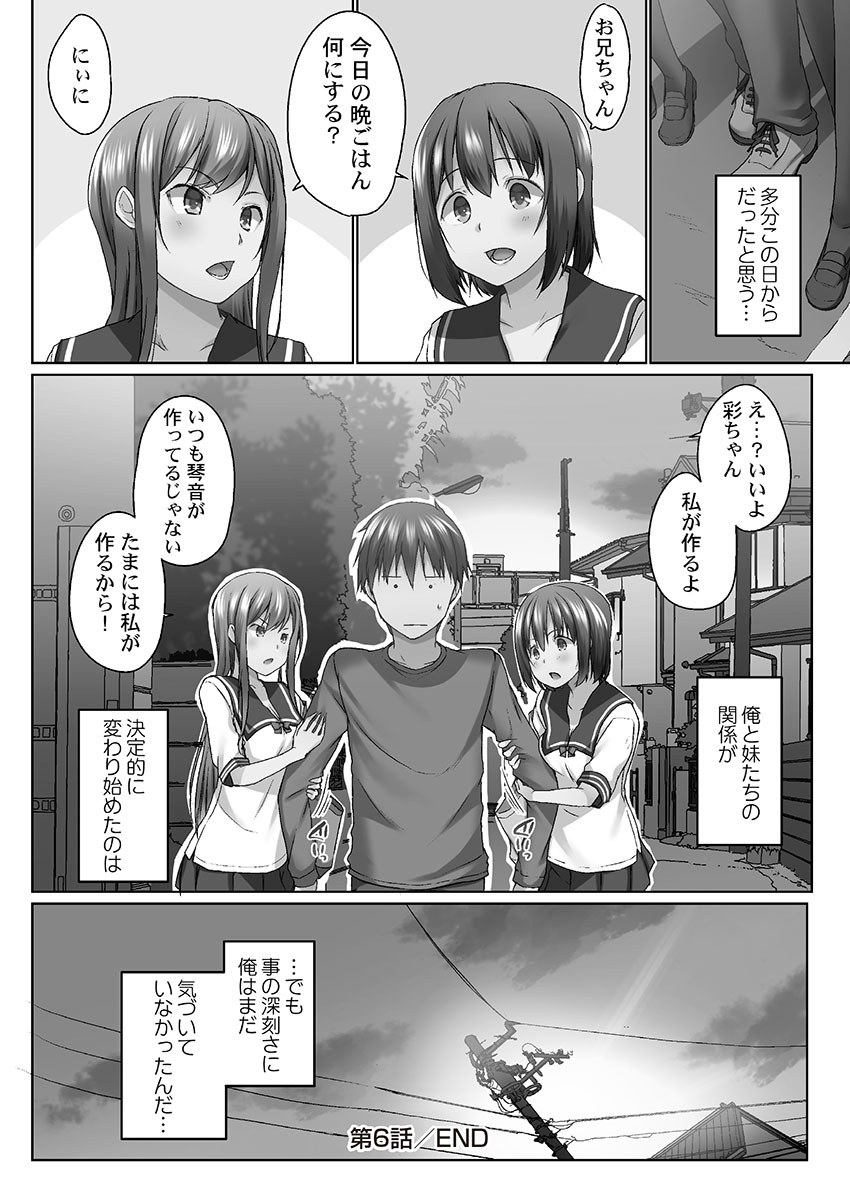 お兄ちゃん
多分この日から
だったと思う…
今日の晩ごはん
何にする？
にぃに
え…？いいよ
彩ちゃん
私が作るよ
いつも琴音が
作ってるじゃない
たまには私が
作るから！
俺と妹たちの
関係が
決定的に
変わり始めたのは
…でも
事の深刻さに
俺はまだ
気づいて
いなかったんだ…
第6話／END